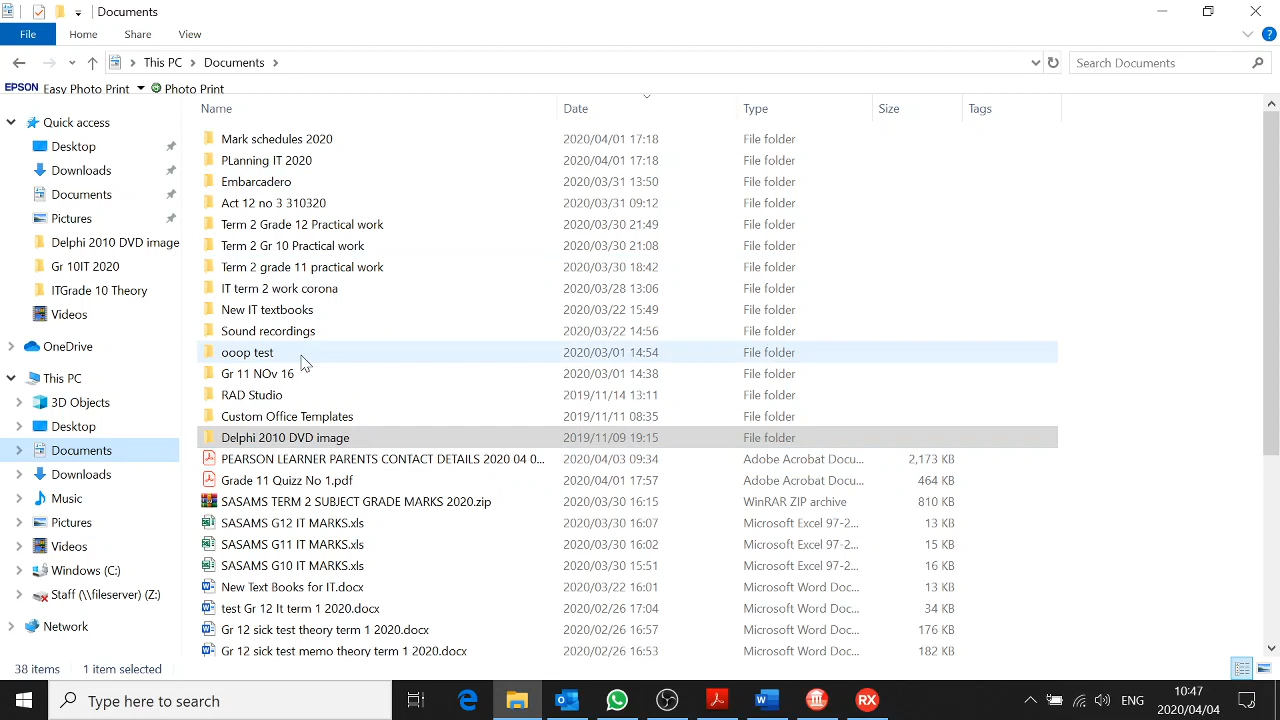 Documents
File Home Share View
This PC Documents
Search Documents
EPSON Easy Photo Print Photo Print
Name Date Type Size Tags
Quick access
Desktop
Downloads
Documents
Pictures
Delphi 2010 DVD image
Gr 10IT 2020
ITGrade 10 Theory
Videos
OneDrive
This PC
3D Objects
Desktop
Documents
Downloads
Music
Pictures
Videos
Windows (C:)
Staff (\\fileserver) (Z:)
Network
Mark schedules 2020 2020/04/01 17:18 File folder
PLanning IT 2020 2020/04/01 17:18 File folder
Embarcadero 2020/03/31 13:50 File folder
Act 12 no 3 310320 2020/03/31 09:12 File folder
Term 2 Grade 12 Practical work 2020/03/30 21:49 File folder
Term 2 Gr 10 Practical work 2020/03/30 21:08 File folder
Term 2 grade 11 practical work 2020/03/30 18:42 File folder
IT term 2 work corona 2020/03/28 13:06 File folder
New IT textbooks 2020/03/22 15:49 File folder
Sound recordings 2020/03/22 14:56 File folder
ooop test 2020/03/01 14:54 File folder
Gr 11 NOv 16 2020/03/01 14:38 File folder
RAD Studio 2019/11/14 13:11 File folder
Custom Office Templates 2019/11/11 08:35 File folder
Delphi 2010 DVD image 2019/11/09 19:15 File folder
PEARSON LEARNER PARENTS CONTACT DETAILS 2020 04 0... 2020/04/03 09:34 Adobe Acrobat Docu... 2,173 KB
Grade 11 Quizz No 1.pdf 2020/04/01 17:57 Adobe Acrobat Docu... 464 KB
SASAMS TERM 2 SUBJECT GRADE MARKS 2020.zip 2020/03/30 16:15 WinRAR ZIP archive 810 KB
SASAMS G12 IT MARKS.xls 2020/03/30 16:07 Microsoft Excel 97-2... 13 KB
SASAMS G11 IT MARKS.xls 2020/03/30 16:02 Microsoft Excel 97-2... 15 KB
SASAMS G10 IT MARKS.xls 2020/03/30 15:51 Microsoft Excel 97-2... 16 KB
New Text Books for IT.docx 2020/03/22 16:01 Microsoft Word Doc... 13 KB
test Gr 12 It term 1 2020.docx 2020/02/26 17:04 Microsoft Word Doc... 34 KB
Gr 12 sick test theory term 1 2020.docx 2020/02/26 16:57 Microsoft Word Doc... 176 KB
Gr 12 sick test memo theory term 1 2020.docx 2020/02/26 16:53 Microsoft Word Doc... 182 KB
38 items 1 item selected
Type here to search
RX
ENG
10:47
2020/04/04